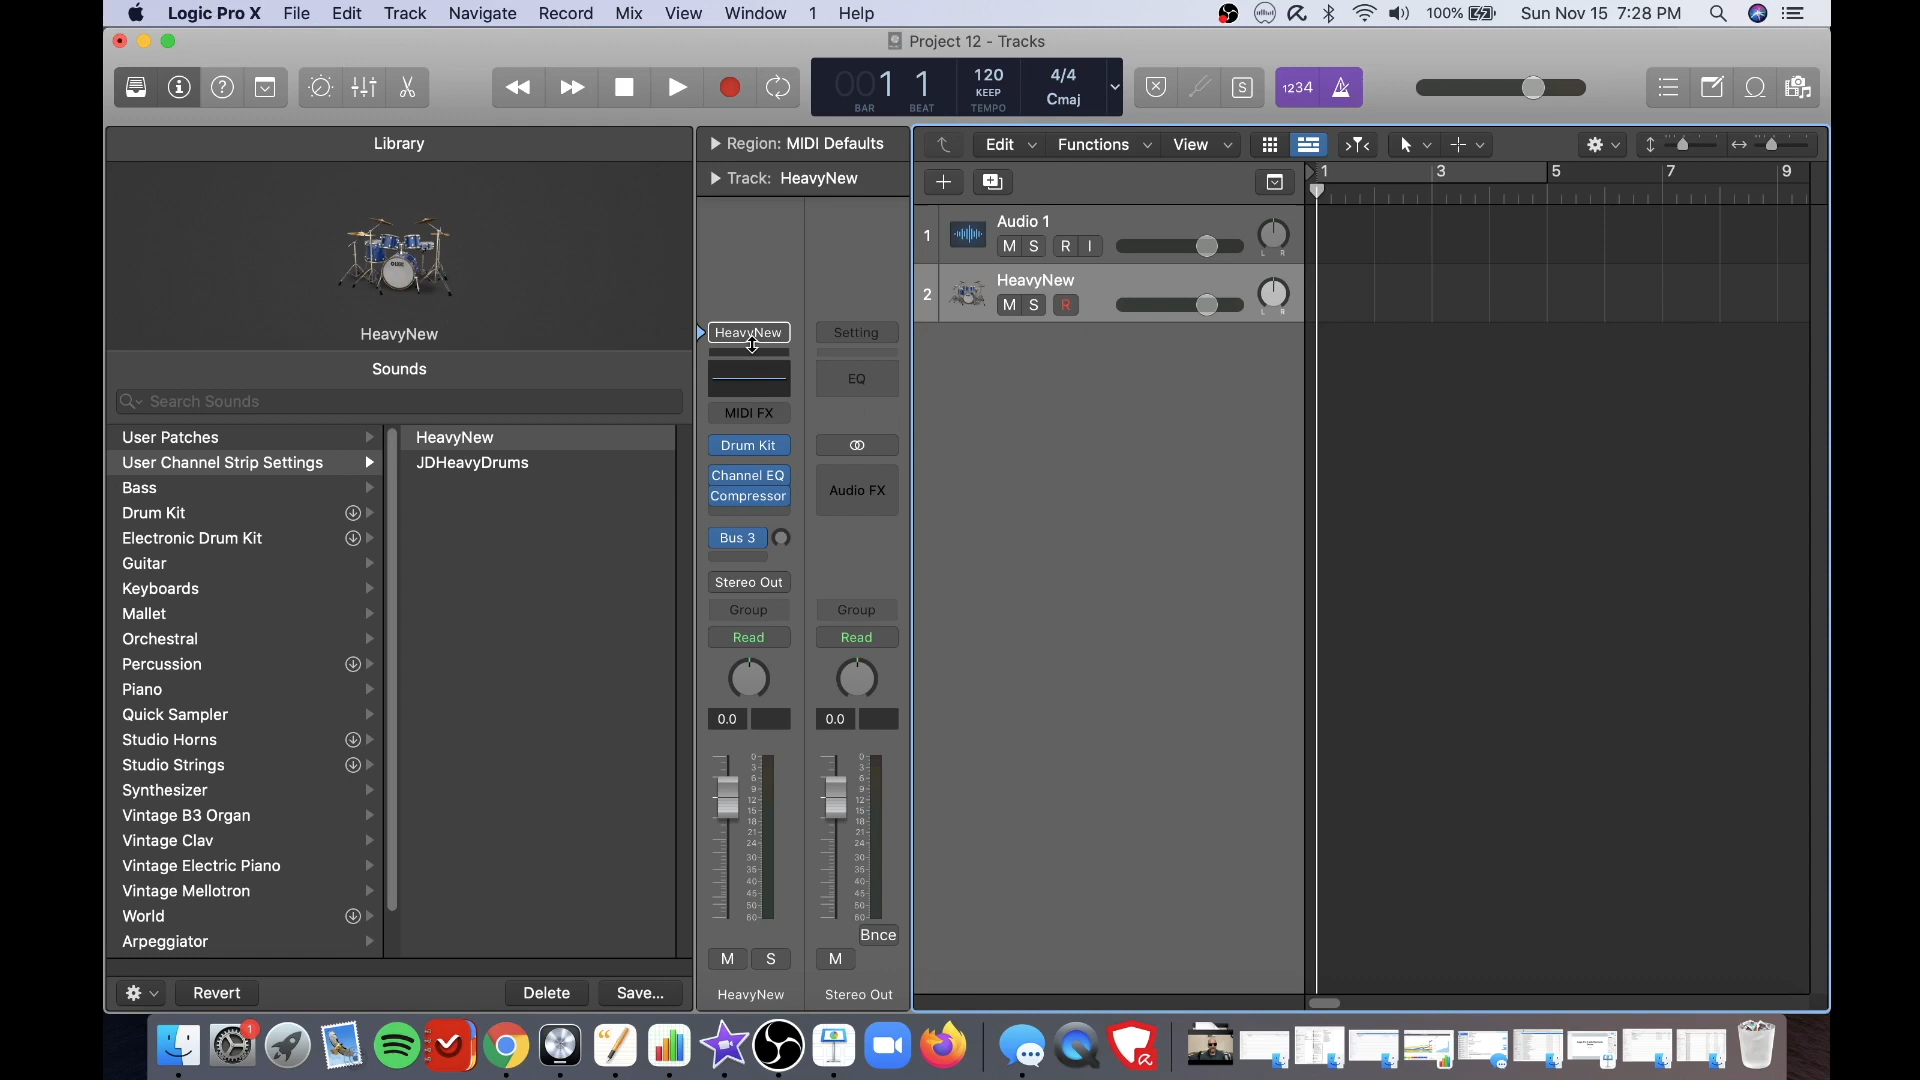 Logic Pro X File Edit Track Navigate Record Mix View Window 1 Help 100% Sun Nov 15 7:28 PM
Project 12 - Tracks
001 1 120 4/4
KEEP Cmaj
BAR BEAT TEMPO
S 1234
Library
HeavyNew
Sounds
Search Sounds
User Patches
User Channel Strip Settings
Bass
Drum Kit
Electronic Drum Kit
Guitar
Keyboards
Mallet
Orchestral
Percussion
Piano
Quick Sampler
Studio Horns
Studio Strings
Synthesizer
Vintage B3 Organ
Vintage Clav
Vintage Electric Piano
Vintage Mellotron
World
Arpeggiator
HeavyNew
JDHeavyDrums
Revert Delete Save...
Region: MIDI Defaults
Track: HeavyNew
HeavyNew Setting
EQ
MIDI FX
Drum Kit
Channel EQ
Compressor
Audio FX
Bus 3
Stereo Out
Group Group
Read Read
0.0 0.0
Bnce
M S M
HeavyNew Stereo Out
Edit Functions View
1 3 5 7 9
1 Audio 1
M S R I
L R
2 HeavyNew
M S R
L R